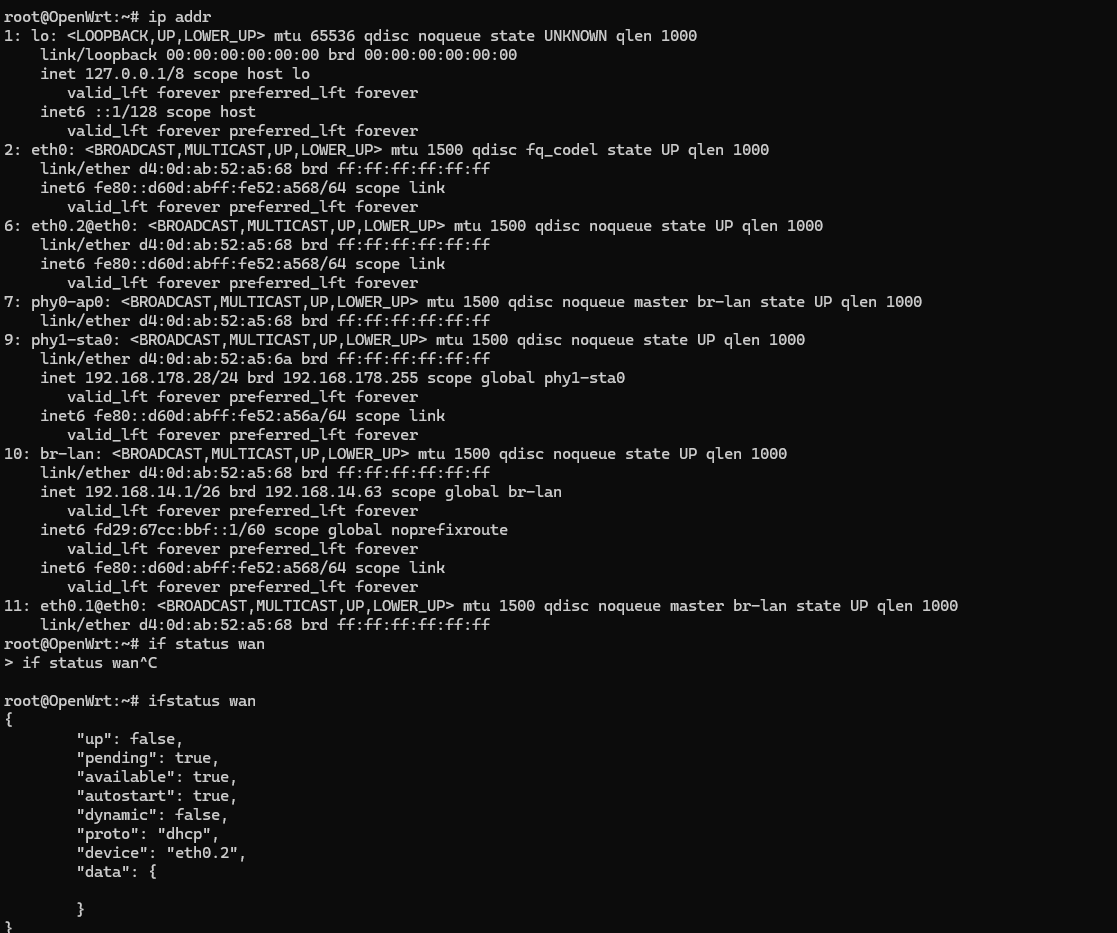 root@OpenWrt:~# ip addr
1: lo: <LOOPBACK,UP,LOWER_UP> mtu 65536 qdisc noqueue state UNKNOWN qlen 1000
    link/loopback 00:00:00:00:00:00 brd 00:00:00:00:00:00
    inet 127.0.0.1/8 scope host lo
       valid_lft forever preferred_lft forever
    inet6 ::1/128 scope host
       valid_lft forever preferred_lft forever
2: eth0: <BROADCAST,MULTICAST,UP,LOWER_UP> mtu 1500 qdisc fq_codel state UP qlen 1000
    link/ether d4:0d:ab:52:a5:68 brd ff:ff:ff:ff:ff:ff
    inet6 fe80::d60d:abff:fe52:a568/64 scope link
       valid_lft forever preferred_lft forever
6: eth0.2@eth0: <BROADCAST,MULTICAST,UP,LOWER_UP> mtu 1500 qdisc noqueue state UP qlen 1000
    link/ether d4:0d:ab:52:a5:68 brd ff:ff:ff:ff:ff:ff
    inet6 fe80::d60d:abff:fe52:a568/64 scope link
       valid_lft forever preferred_lft forever
7: phy0-ap0: <BROADCAST,MULTICAST,UP,LOWER_UP> mtu 1500 qdisc noqueue master br-lan state UP qlen 1000
    link/ether d4:0d:ab:52:a5:68 brd ff:ff:ff:ff:ff:ff
9: phy1-sta0: <BROADCAST,MULTICAST,UP,LOWER_UP> mtu 1500 qdisc noqueue state UP qlen 1000
    link/ether d4:0d:ab:52:a5:6a brd ff:ff:ff:ff:ff:ff
    inet 192.168.178.28/24 brd 192.168.178.255 scope global phy1-sta0
       valid_lft forever preferred_lft forever
    inet6 fe80::d60d:abff:fe52:a56a/64 scope link
       valid_lft forever preferred_lft forever
10: br-lan: <BROADCAST,MULTICAST,UP,LOWER_UP> mtu 1500 qdisc noqueue state UP qlen 1000
    link/ether d4:0d:ab:52:a5:68 brd ff:ff:ff:ff:ff:ff
    inet 192.168.14.1/26 brd 192.168.14.63 scope global br-lan
       valid_lft forever preferred_lft forever
    inet6 fd29:67cc:bbf::1/60 scope global noprefixroute
       valid_lft forever preferred_lft forever
    inet6 fe80::d60d:abff:fe52:a568/64 scope link
       valid_lft forever preferred_lft forever
11: eth0.1@eth0: <BROADCAST,MULTICAST,UP,LOWER_UP> mtu 1500 qdisc noqueue master br-lan state UP qlen 1000
    link/ether d4:0d:ab:52:a5:68 brd ff:ff:ff:ff:ff:ff
root@OpenWrt:~# if status wan
> if status wan^C

root@OpenWrt:~# ifstatus wan
{
        "up": false,
        "pending": true,
        "available": true,
        "autostart": true,
        "dynamic": false,
        "proto": "dhcp",
        "device": "eth0.2",
        "data": {

        }
}